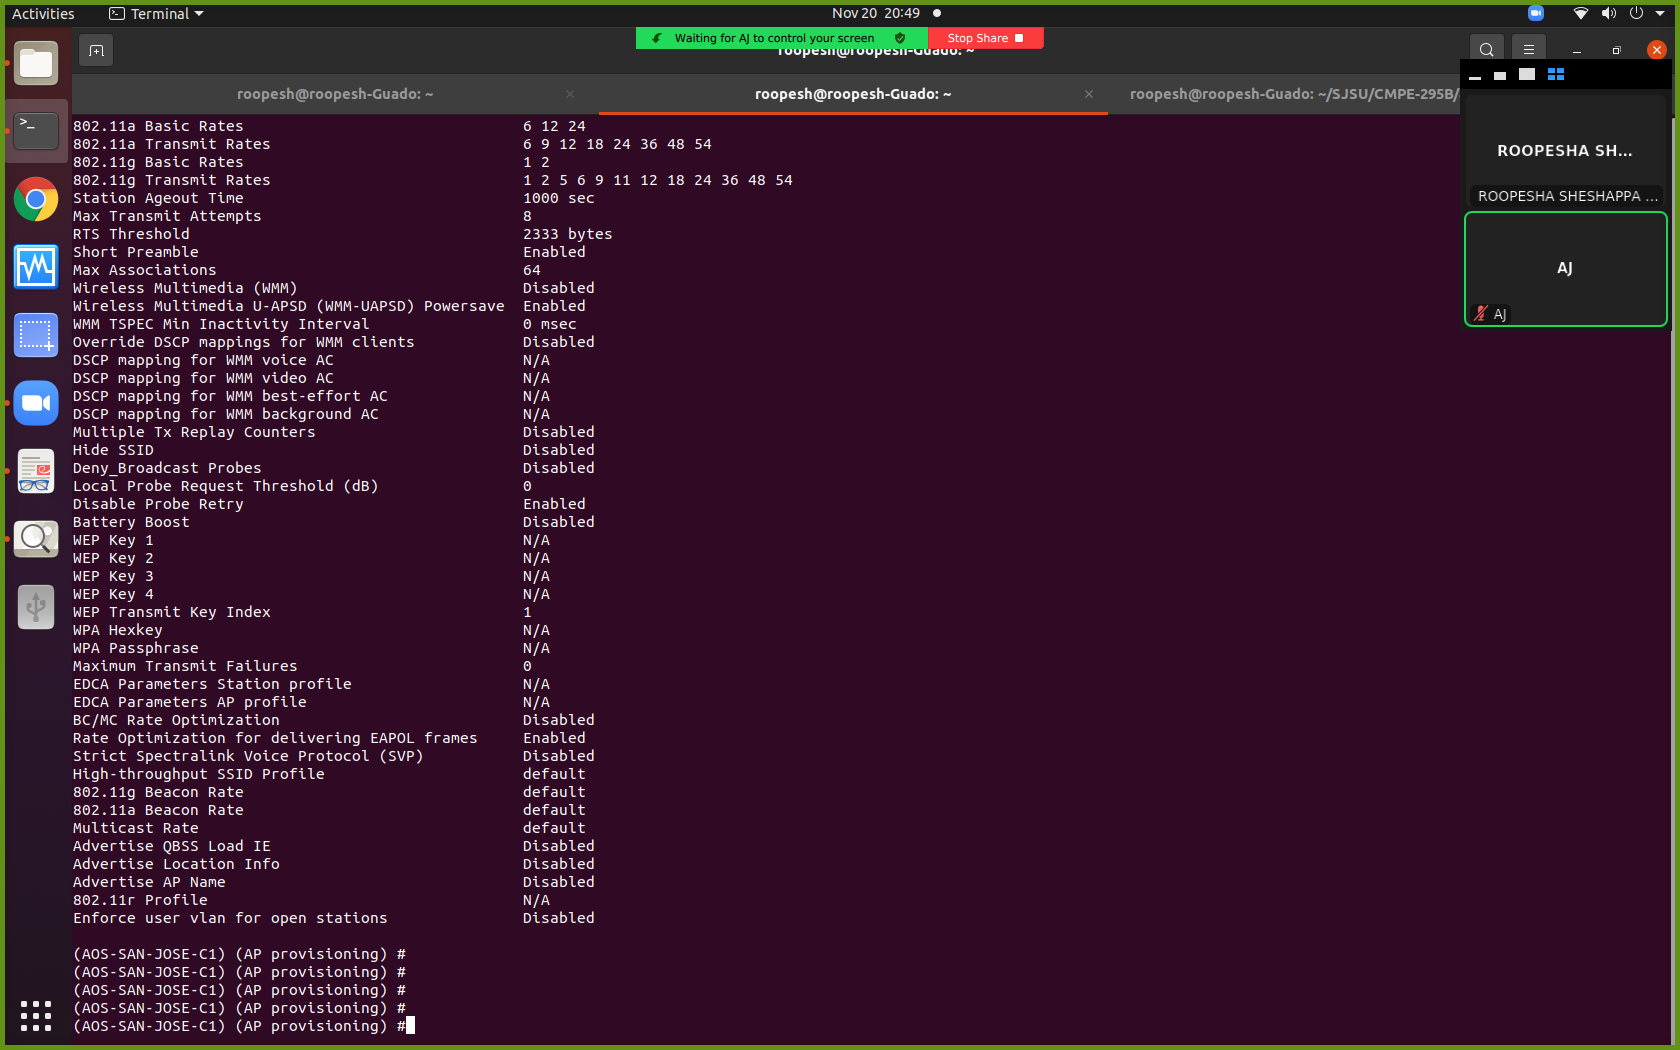 Activities
Terminal
Nov 20 20:49
Waiting for AJ to control your screen
Stop Share
roopesh@roopesh-Guado: ~
roopesh@roopesh-Guado: ~
roopesh@roopesh-Guado: ~
roopesh@roopesh-Guado: ~/SJSU/CMPE-295B/
ROOPESHA SH...
ROOPESHA SHESHAPPA ...
AJ
AJ
802.11a Basic Rates 6 12 24
802.11a Transmit Rates 6 9 12 18 24 36 48 54
802.11g Basic Rates 1 2
802.11g Transmit Rates 1 2 5 6 9 11 12 18 24 36 48 54
Station Ageout Time 1000 sec
Max Transmit Attempts 8
RTS Threshold 2333 bytes
Short Preamble Enabled
Max Associations 64
Wireless Multimedia (WMM) Disabled
Wireless Multimedia U-APSD (WMM-UAPSD) Powersave Enabled
WMM TSPEC Min Inactivity Interval 0 msec
Override DSCP mappings for WMM clients Disabled
DSCP mapping for WMM voice AC N/A
DSCP mapping for WMM video AC N/A
DSCP mapping for WMM best-effort AC N/A
DSCP mapping for WMM background AC N/A
Multiple Tx Replay Counters Disabled
Hide SSID Disabled
Deny_Broadcast Probes Disabled
Local Probe Request Threshold (dB) 0
Disable Probe Retry Enabled
Battery Boost Disabled
WEP Key 1 N/A
WEP Key 2 N/A
WEP Key 3 N/A
WEP Key 4 N/A
WEP Transmit Key Index 1
WPA Hexkey N/A
WPA Passphrase N/A
Maximum Transmit Failures 0
EDCA Parameters Station profile N/A
EDCA Parameters AP profile N/A
BC/MC Rate Optimization Disabled
Rate Optimization for delivering EAPOL frames Enabled
Strict Spectralink Voice Protocol (SVP) Disabled
High-throughput SSID Profile default
802.11g Beacon Rate default
802.11a Beacon Rate default
Multicast Rate default
Advertise QBSS Load IE Disabled
Advertise Location Info Disabled
Advertise AP Name Disabled
802.11r Profile N/A
Enforce user vlan for open stations Disabled
(AOS-SAN-JOSE-C1) (AP provisioning) #
(AOS-SAN-JOSE-C1) (AP provisioning) #
(AOS-SAN-JOSE-C1) (AP provisioning) #
(AOS-SAN-JOSE-C1) (AP provisioning) #
(AOS-SAN-JOSE-C1) (AP provisioning) #